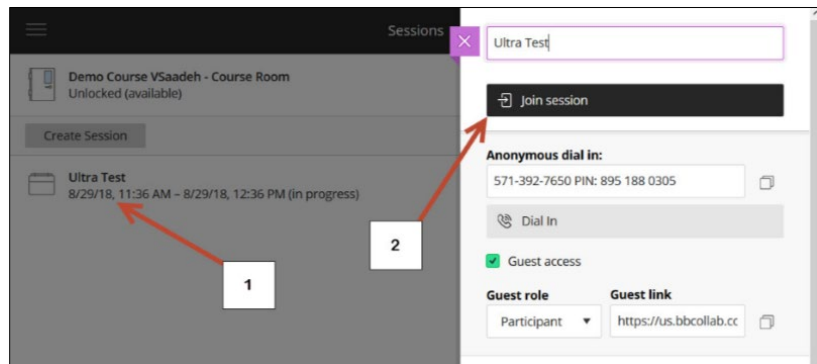 Sessions
Demo Course VSaadeh - Course Room
Unlocked (available)
Create Session
Ultra Test
8/29/18, 11:36 AM – 8/29/18, 12:36 PM (in progress)
1
2
Ultra Test
Join session
Anonymous dial in:
571-392-7650 PIN: 895 188 0305
Dial In
Guest access
Guest role Guest link
Participant https://us.bbcollab.cc